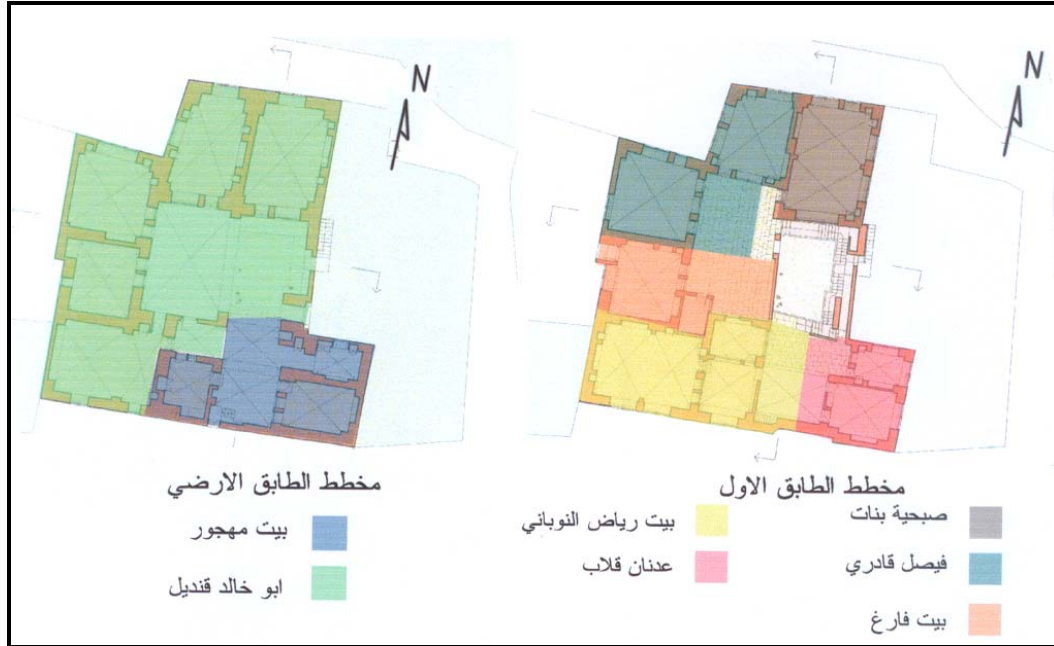 N
N
مخطط الطابق الاول
مخطط الطابق الارضي
صبحية بنات
بيت رياض النوباني
بيت مهجور
فيصل قادري
عدنان قلاب
ابو خالد قنديل
بيت فارغ